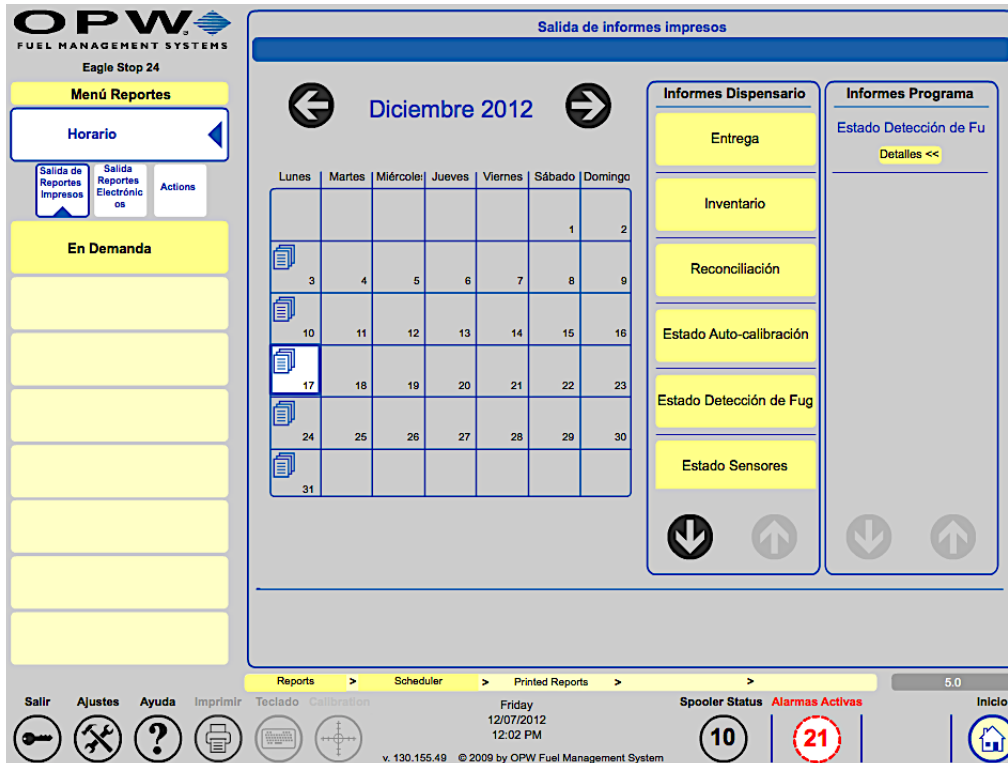 OPW
FUEL MANAGEMENT SYSTEMS
Eagle Stop 24
Menú Reportes
Horario
Salida de
Reportes
Impresos
Salida
Reportes
Electrónic
os
Actions
En Demanda
Salida de informes impresos
Diciembre 2012
Lunes Martes Miércoles Jueves Viernes Sábado Domingo
1 2
3 4 5 6 7 8 9
10 11 12 13 14 15 16
17 18 19 20 21 22 23
24 25 26 27 28 29 30
31
Informes Dispensario
Entrega
Inventario
Reconciliación
Estado Auto-calibración
Estado Detección de Fug
Estado Sensores
Informes Programa
Estado Detección de Fu
Detalles <<
Reports > Scheduler > Printed Reports > > 5.0
Salir Ajustes Ayuda Imprimir Teclado Calibration
Friday
12/07/2012
12:02 PM
v. 130.155.49 © 2009 by OPW Fuel Management System
Spooler Status
10
Alarmas Activas
21
Inicio